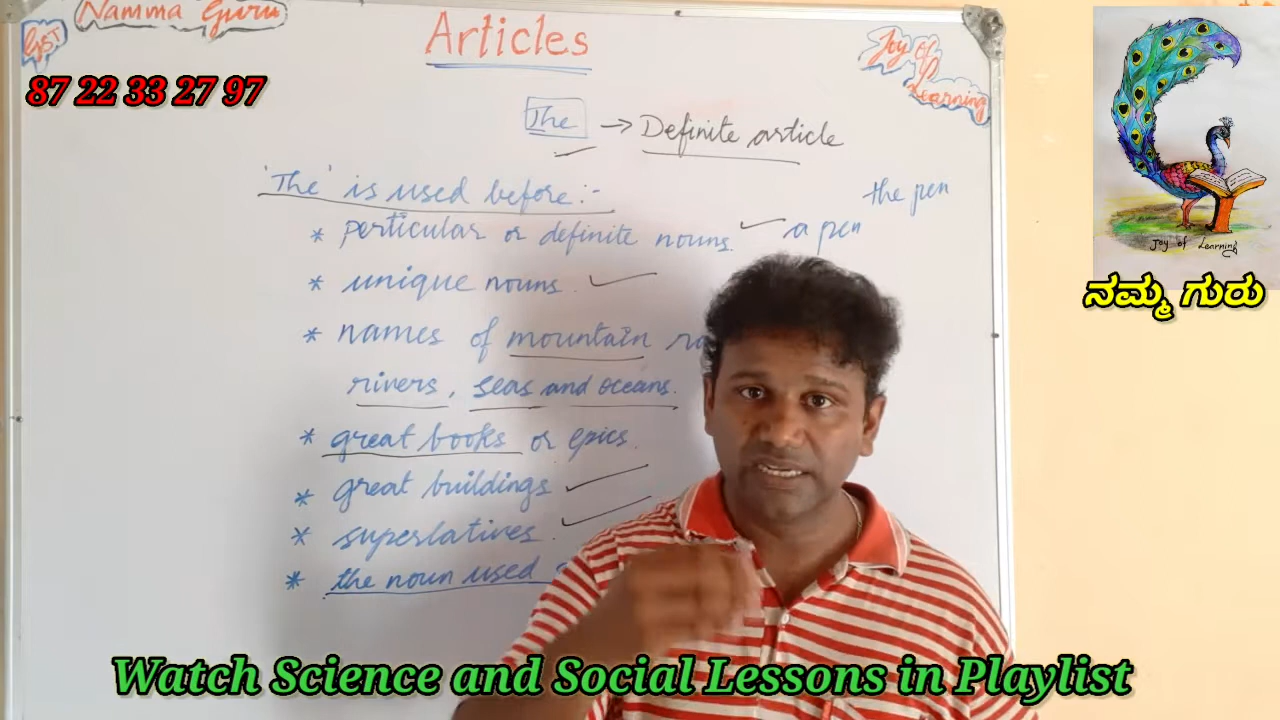 Namma Guru
GST
Articles
Joy of
Learning
87 22 33 27 97
The → Definite article
'The' is used before:-
the pen
* perticular or definite nouns. a pen
* unique nouns.
* names of mountain
rivers, seas and oceans.
* great books or epics.
* great buildings
* superlatives.
* the noun used
Joy of Learning
ನಮ್ಮ ಗುರು
Watch Science and Social Lessons in Playlist